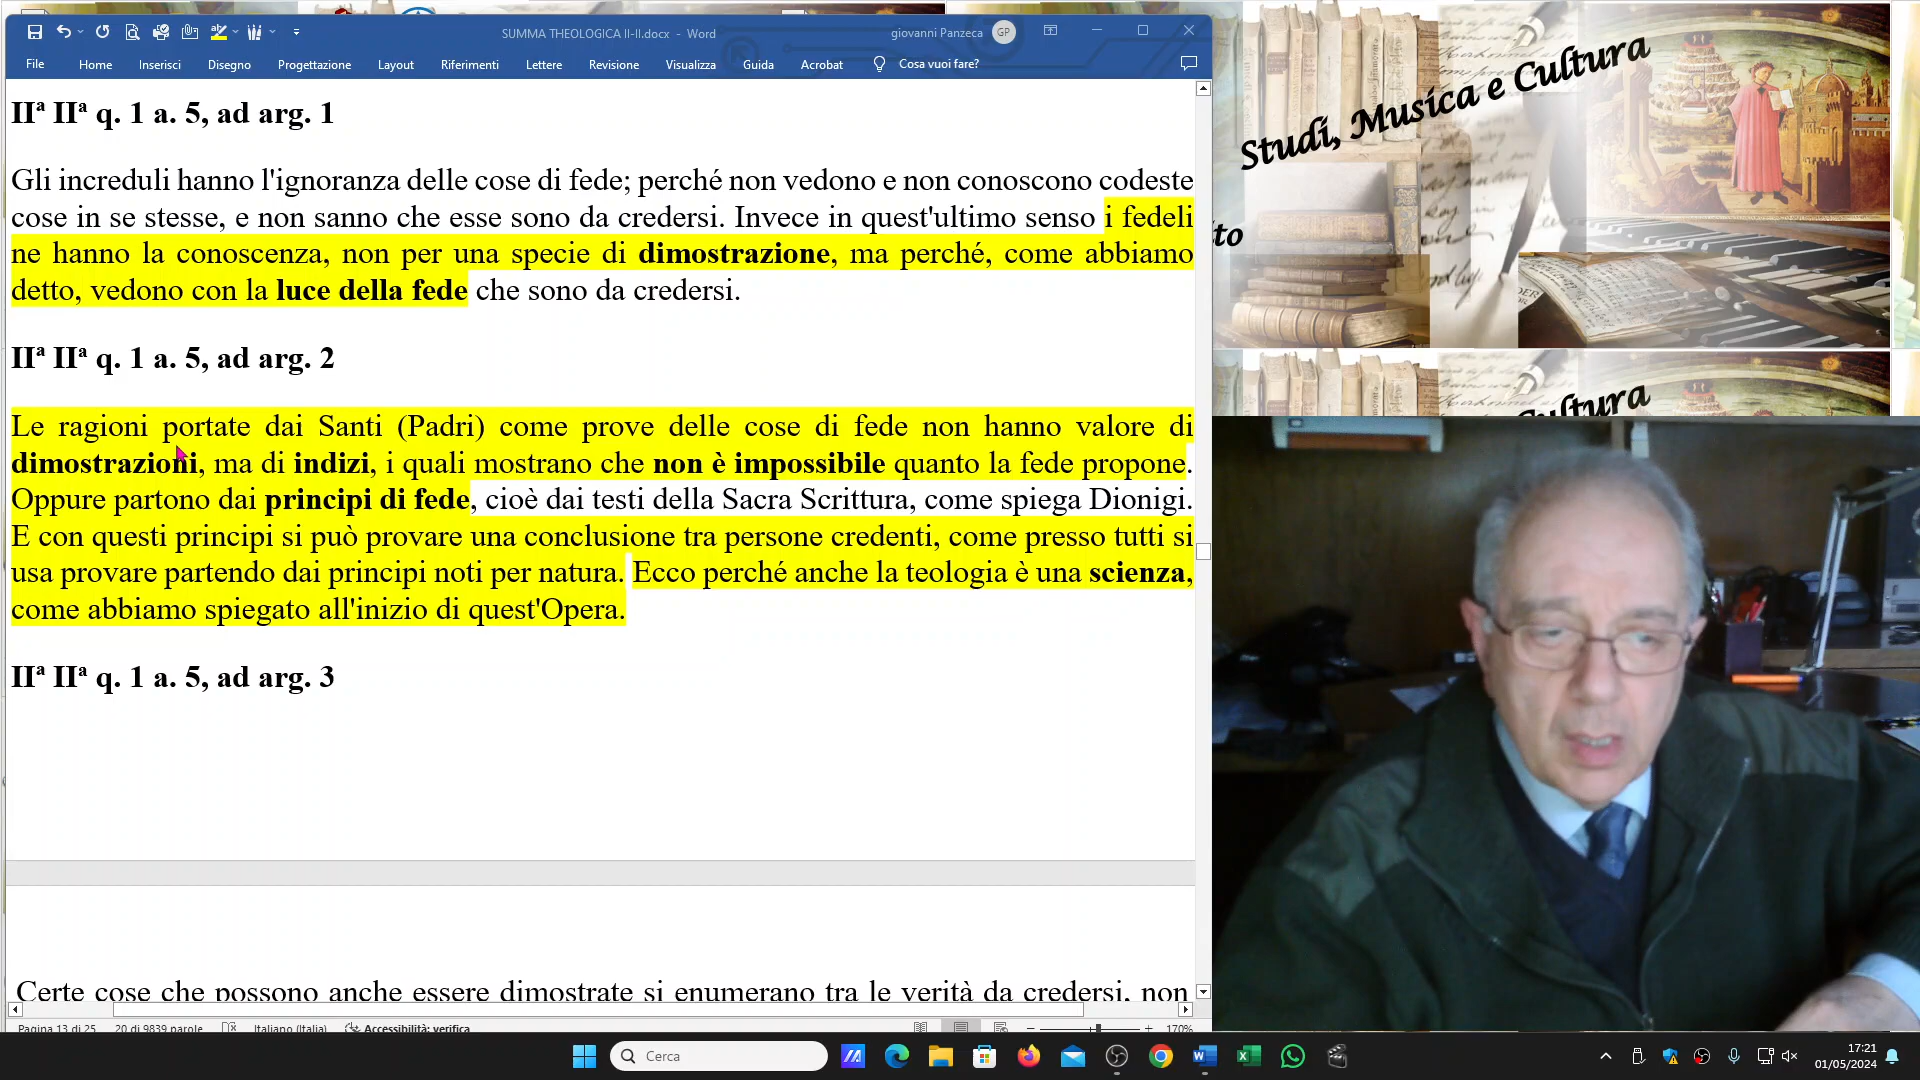 SUMMA THEOLOGICA II-II.docx - Word
giovanni Panzeca
GP
File Home Inserisci Disegno Progettazione Layout Riferimenti Lettere Revisione Visualizza Guida Acrobat Cosa vuoi fare?
IIª IIª q. 1 a. 5, ad arg. 1
Gli increduli hanno l'ignoranza delle cose di fede; perché non vedono e non conoscono codeste
cose in se stesse, e non sanno che esse sono da credersi. Invece in quest'ultimo senso i fedeli
ne hanno la conoscenza, non per una specie di dimostrazione, ma perché, come abbiamo
detto, vedono con la luce della fede che sono da credersi.
IIª IIª q. 1 a. 5, ad arg. 2
Le ragioni portate dai Santi (Padri) come prove delle cose di fede non hanno valore di
dimostrazioni, ma di indizi, i quali mostrano che non è impossibile quanto la fede propone.
Oppure partono dai principi di fede, cioè dai testi della Sacra Scrittura, come spiega Dionigi.
E con questi principi si può provare una conclusione tra persone credenti, come presso tutti si
usa provare partendo dai principi noti per natura. Ecco perché anche la teologia è una scienza,
come abbiamo spiegato all'inizio di quest'Opera.
IIª IIª q. 1 a. 5, ad arg. 3
Certe cose che possono anche essere dimostrate si enumerano tra le verità da credersi, non
Pagina 13 di 25 20 di 9839 parole Italiano (Italia) Accessibilità: verifica 170%
Studi, Musica e Cultura
to
Cultura
Cerca
17:21
01/05/2024